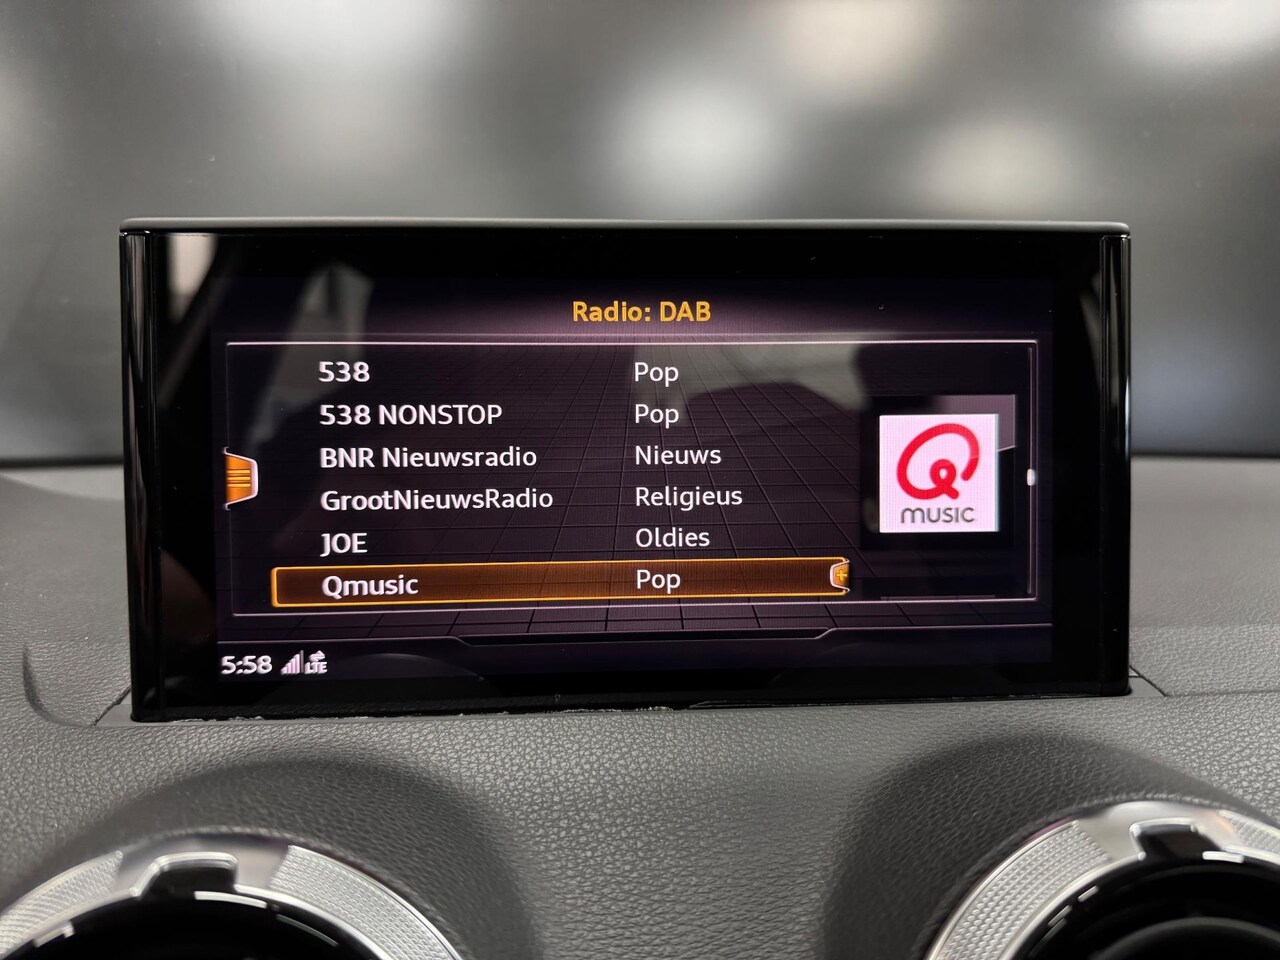 Radio: DAB
538 Pop
538 NONSTOP Pop
BNR Nieuwsradio Nieuws
GrootNieuwsRadio Religieus
JOE Oldies
Qmusic Pop
Q
MUSIC
5:58 LTE